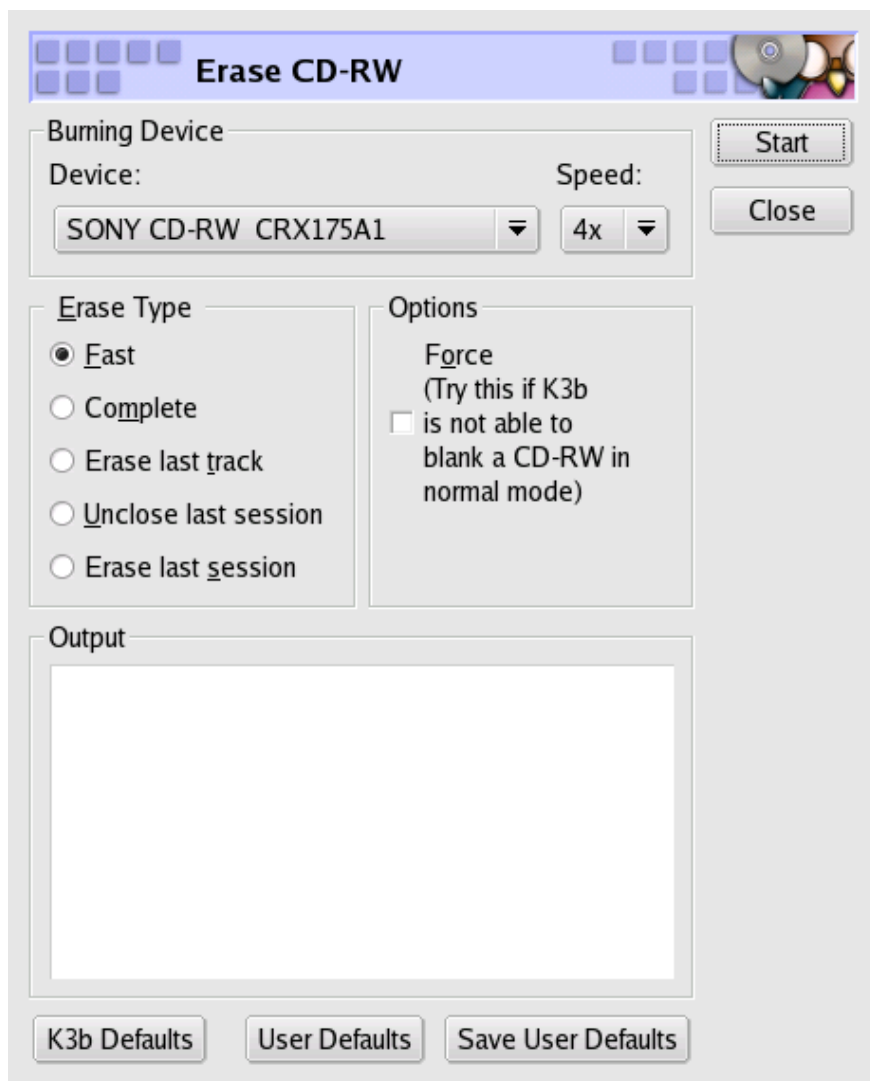 Erase CD-RW
Burning Device
Device:
Speed:
SONY CD-RW CRX175A1
4x
Start
Close
Erase Type
Fast
Complete
Erase last track
Unclose last session
Erase last session
Options
Force
(Try this if K3b
is not able to
blank a CD-RW in
normal mode)
Output
K3b Defaults
User Defaults
Save User Defaults